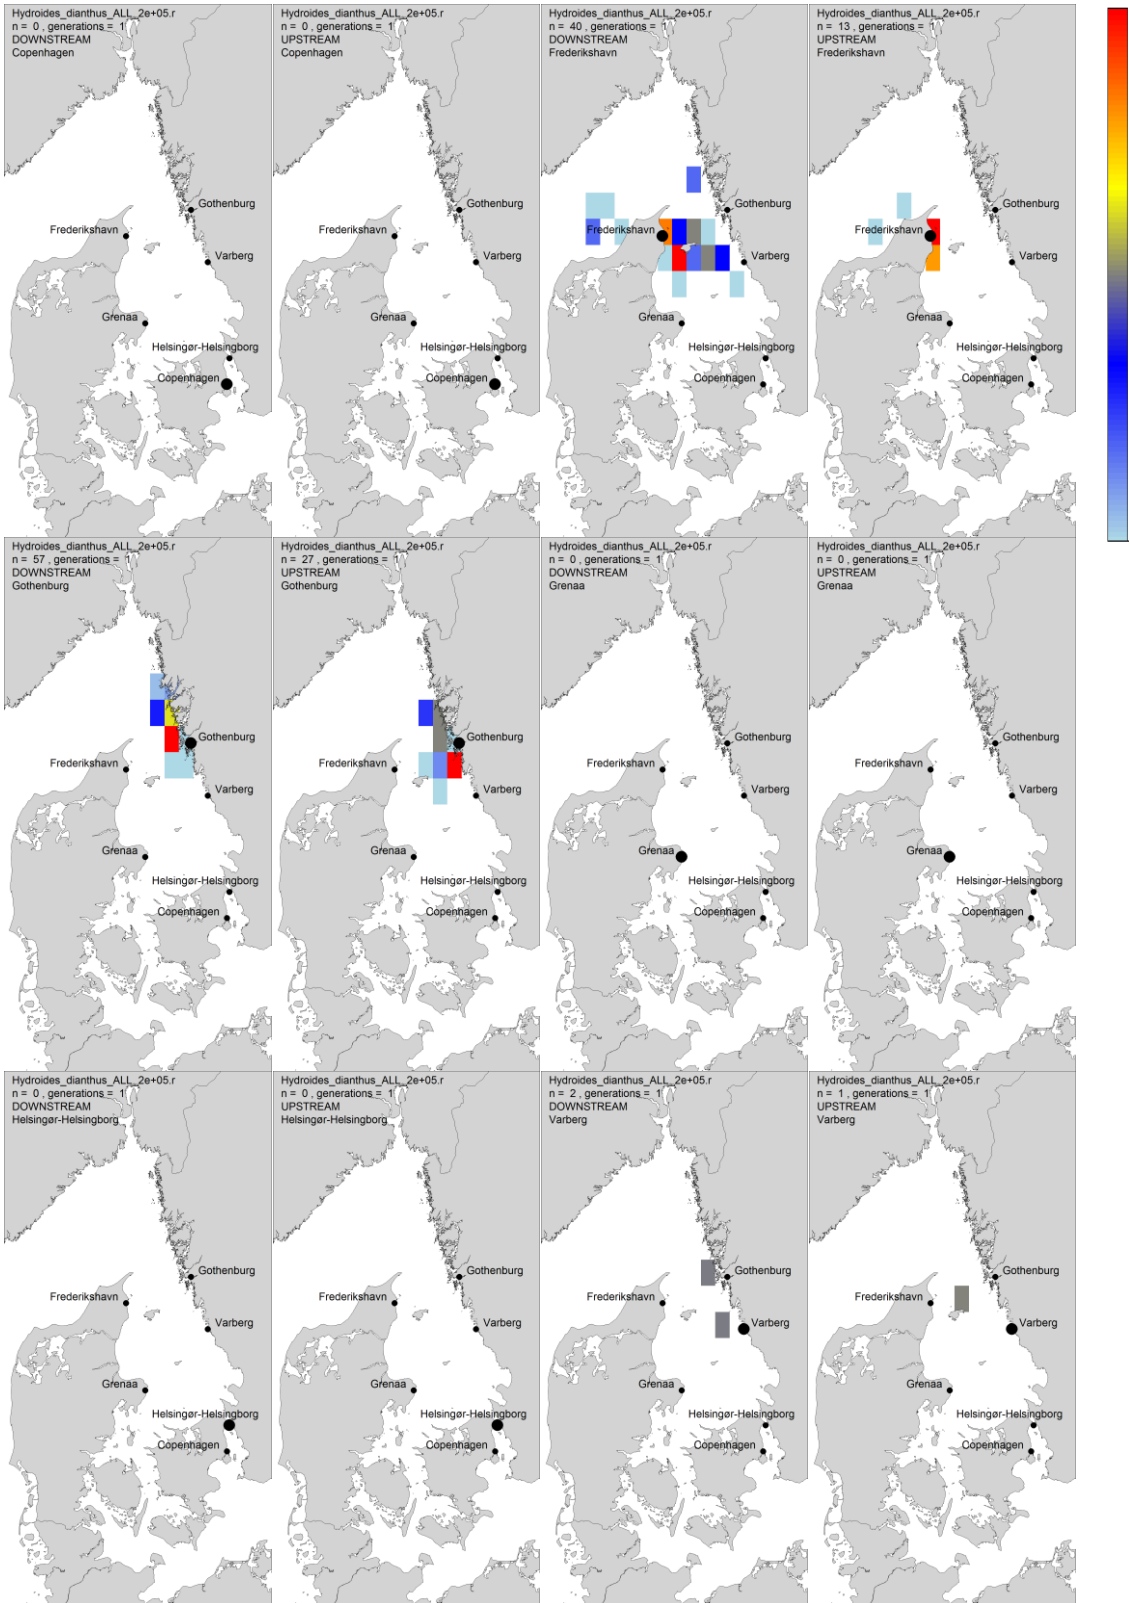 Hydroides_dianthus_ALL_2e+05.r
n = 0 , generations = 1
DOWNSTREAM
Copenhagen
Gothenburg
Frederikshavn
Varberg
Grenaa
Helsingør-Helsingborg
Copenhagen
Hydroides_dianthus_ALL_2e+05.r
n = 0 , generations = 1
UPSTREAM
Copenhagen
Gothenburg
Frederikshavn
Varberg
Grenaa
Helsingør-Helsingborg
Copenhagen
Hydroides_dianthus_ALL_2e+05.r
n = 40 , generations = 1
DOWNSTREAM
Frederikshavn
Gothenburg
Frederikshavn
Varberg
Grenaa
Helsingør-Helsingborg
Copenhagen
Hydroides_dianthus_ALL_2e+05.r
n = 13 , generations = 1
UPSTREAM
Frederikshavn
Gothenburg
Frederikshavn
Varberg
Grenaa
Helsingør-Helsingborg
Copenhagen
Hydroides_dianthus_ALL_2e+05.r
n = 57 , generations = 1
DOWNSTREAM
Gothenburg
Gothenburg
Frederikshavn
Varberg
Grenaa
Helsingør-Helsingborg
Copenhagen
Hydroides_dianthus_ALL_2e+05.r
n = 27 , generations = 1
UPSTREAM
Gothenburg
Gothenburg
Frederikshavn
Varberg
Grenaa
Helsingør-Helsingborg
Copenhagen
Hydroides_dianthus_ALL_2e+05.r
n = 0 , generations = 1
DOWNSTREAM
Grenaa
Gothenburg
Frederikshavn
Varberg
Grenaa
Helsingør-Helsingborg
Copenhagen
Hydroides_dianthus_ALL_2e+05.r
n = 0 , generations = 1
UPSTREAM
Grenaa
Gothenburg
Frederikshavn
Varberg
Grenaa
Helsingør-Helsingborg
Copenhagen
Hydroides_dianthus_ALL_2e+05.r
n = 0 , generations = 1
DOWNSTREAM
Helsingør-Helsingborg
Gothenburg
Frederikshavn
Varberg
Grenaa
Helsingør-Helsingborg
Copenhagen
Hydroides_dianthus_ALL_2e+05.r
n = 0 , generations = 1
UPSTREAM
Helsingør-Helsingborg
Gothenburg
Frederikshavn
Varberg
Grenaa
Helsingør-Helsingborg
Copenhagen
Hydroides_dianthus_ALL_2e+05.r
n = 2 , generations = 1
DOWNSTREAM
Varberg
Gothenburg
Frederikshavn
Varberg
Grenaa
Helsingør-Helsingborg
Copenhagen
Hydroides_dianthus_ALL_2e+05.r
n = 1 , generations = 1
UPSTREAM
Varberg
Gothenburg
Frederikshavn
Varberg
Grenaa
Helsingør-Helsingborg
Copenhagen